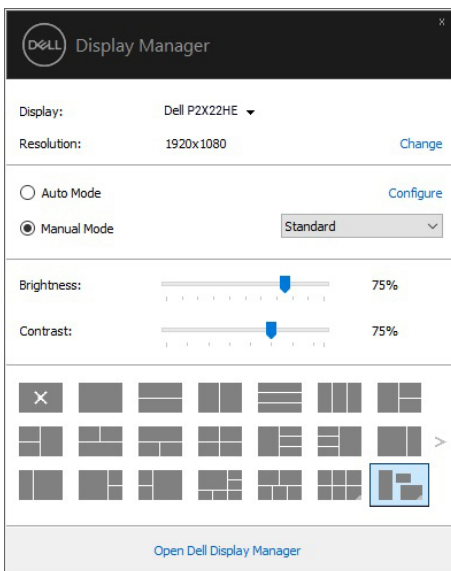 x
DELL Display Manager
Display: Dell P2X22HE
Resolution: 1920x1080 Change
Auto Mode Configure
Manual Mode Standard
Brightness: 75%
Contrast: 75%
Open Dell Display Manager